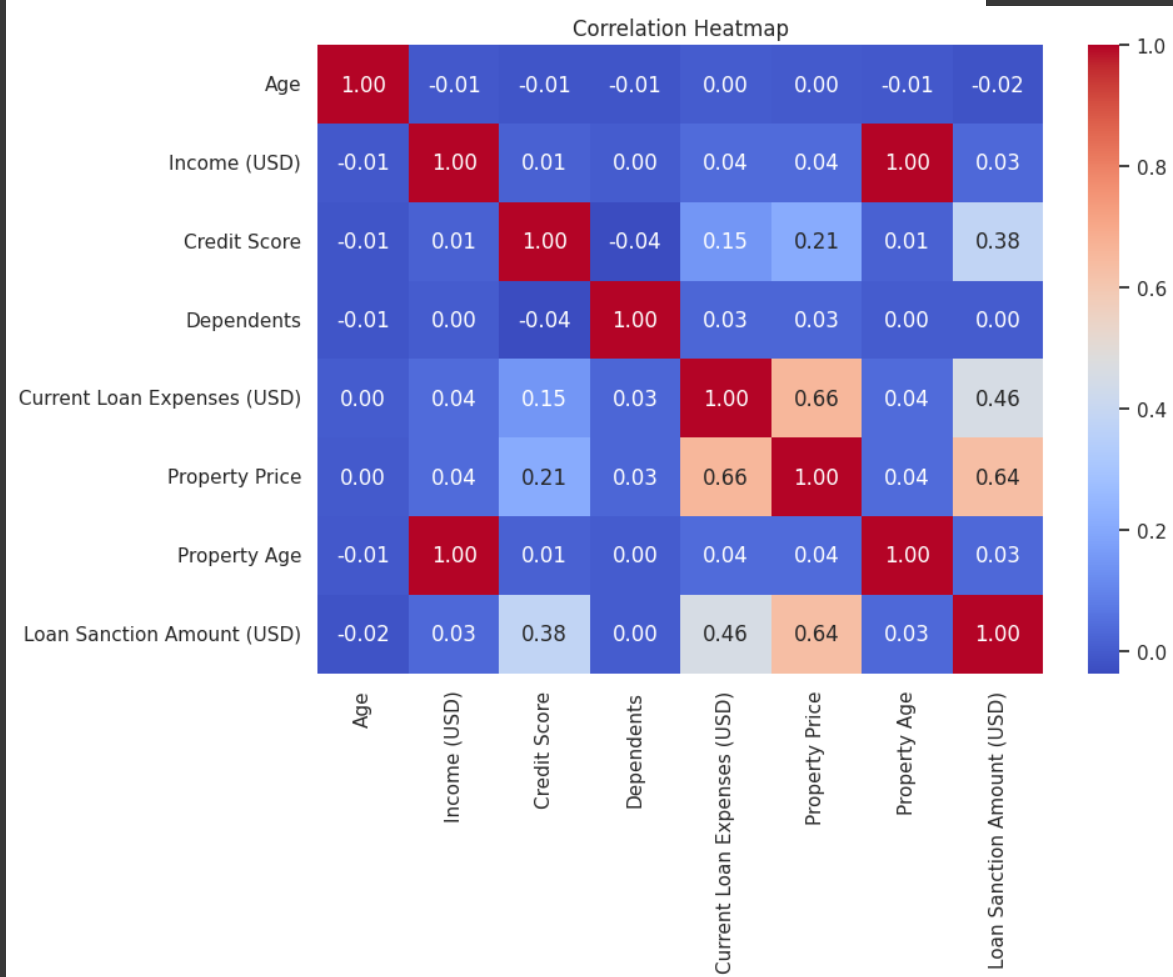 Correlation Heatmap
Age 1.00 -0.01 -0.01 -0.01 0.00 0.00 -0.01 -0.02
Income (USD) -0.01 1.00 0.01 0.00 0.04 0.04 1.00 0.03
Credit Score -0.01 0.01 1.00 -0.04 0.15 0.21 0.01 0.38
Dependents -0.01 0.00 -0.04 1.00 0.03 0.03 0.00 0.00
Current Loan Expenses (USD) 0.00 0.04 0.15 0.03 1.00 0.66 0.04 0.46
Property Price 0.00 0.04 0.21 0.03 0.66 1.00 0.04 0.64
Property Age -0.01 1.00 0.01 0.00 0.04 0.04 1.00 0.03
Loan Sanction Amount (USD) -0.02 0.03 0.38 0.00 0.46 0.64 0.03 1.00
Age
Income (USD)
Credit Score
Dependents
Current Loan Expenses (USD)
Property Price
Property Age
Loan Sanction Amount (USD)
1.0
0.8
0.6
0.4
0.2
0.0